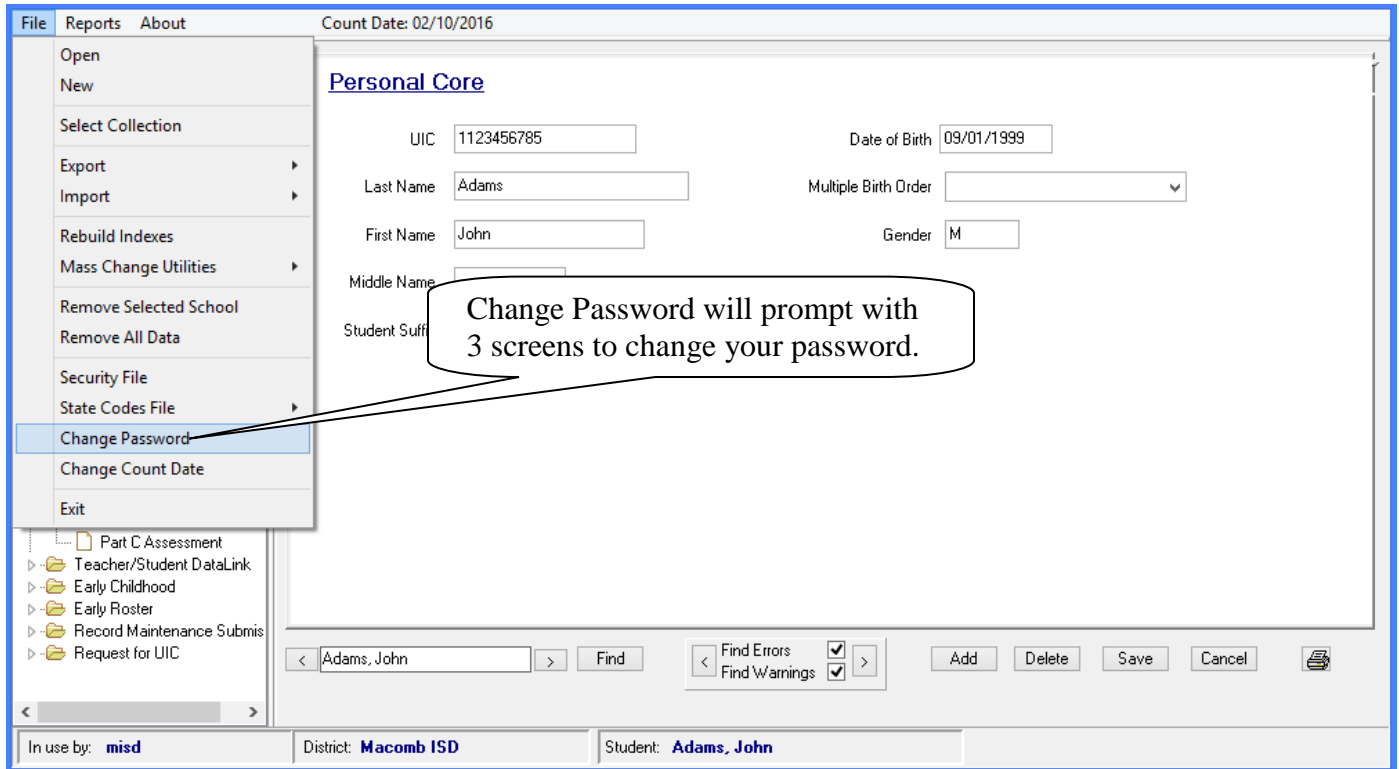 File Reports About Count Date: 02/10/2016
Open
New
Select Collection
Export
Import
Rebuild Indexes
Mass Change Utilities
Remove Selected School
Remove All Data
Security File
State Codes File
Change Password
Change Count Date
Exit
Personal Core
UIC 1123456785 Date of Birth 09/01/1999
Last Name Adams Multiple Birth Order
First Name John Gender M
Middle Name
Student Suffi
Change Password will prompt with
3 screens to change your password.
Part C Assessment
Teacher/Student DataLink
Early Childhood
Early Roster
Record Maintenance Submis
Request for UIC
< Adams, John > Find < Find Errors > Add Delete Save Cancel
Find Warnings
< >
In use by: misd District: Macomb ISD Student: Adams, John